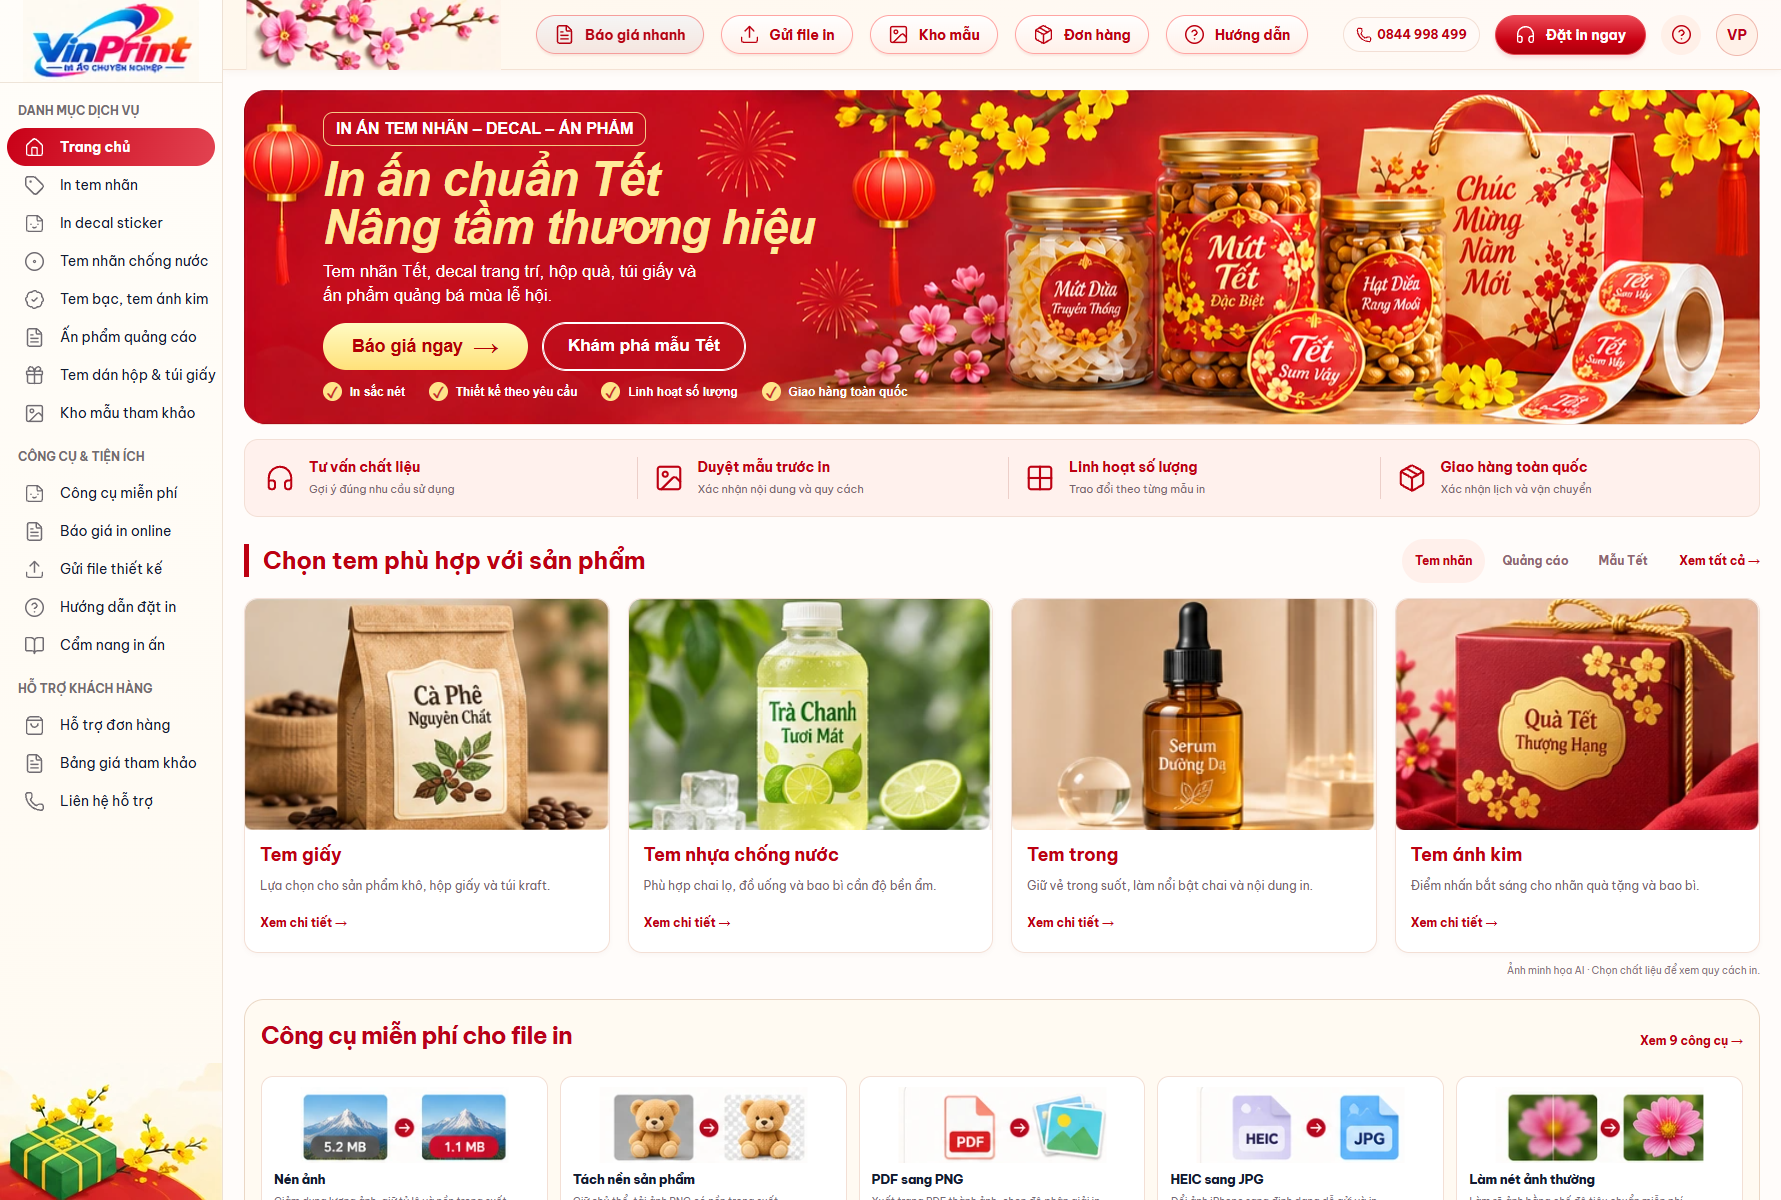 VinPrint
IN ẤN CHUYÊN NGHIỆP
Báo giá nhanh
Gửi file in
Kho mẫu
Đơn hàng
Hướng dẫn
0844 998 499
Đặt in ngay
VP
DANH MỤC DỊCH VỤ
Trang chủ
In tem nhãn
In decal sticker
Tem nhãn chống nước
Tem bạc, tem ánh kim
Ấn phẩm quảng cáo
Tem dán hộp & túi giấy
Kho mẫu tham khảo
CÔNG CỤ & TIỆN ÍCH
Công cụ miễn phí
Báo giá in online
Gửi file thiết kế
Hướng dẫn đặt in
Cẩm nang in ấn
HỖ TRỢ KHÁCH HÀNG
Hỗ trợ đơn hàng
Bảng giá tham khảo
Liên hệ hỗ trợ
IN ẤN TEM NHÃN – DECAL – ẤN PHẨM
In ấn chuẩn Tết
Nâng tầm thương hiệu
Tem nhãn Tết, decal trang trí, hộp quà, túi giấy và
ấn phẩm quảng bá mùa lễ hội.
Báo giá ngay →
Khám phá mẫu Tết
In sắc nét
Thiết kế theo yêu cầu
Linh hoạt số lượng
Giao hàng toàn quốc
Mứt Dừa
Truyền Thống
Mứt
Tết
Đặc Biệt
Hạt Điều
Rang Muối
Chúc
Mừng
Năm
Mới
Tết
Sum Vầy
Tết
Sum Vầy
Tết
Sum Vầy
Tết
Tư vấn chất liệu
Gợi ý đúng nhu cầu sử dụng
Duyệt mẫu trước in
Xác nhận nội dung và quy cách
Linh hoạt số lượng
Trao đổi theo từng mẫu in
Giao hàng toàn quốc
Xác nhận lịch và vận chuyển
Chọn tem phù hợp với sản phẩm
Tem nhãn
Quảng cáo
Mẫu Tết
Xem tất cả →
Cà Phê
Nguyên Chất
Trà Chanh
Tươi Mát
Serum
Dưỡng Da
Quà Tết
Thượng Hạng
Tem giấy
Lựa chọn cho sản phẩm khô, hộp giấy và túi kraft.
Xem chi tiết →
Tem nhựa chống nước
Phù hợp chai lọ, đồ uống và bao bì cần độ bền ẩm.
Xem chi tiết →
Tem trong
Giữ vẻ trong suốt, làm nổi bật chai và nội dung in.
Xem chi tiết →
Tem ánh kim
Điểm nhấn bắt sáng cho nhãn quà tặng và bao bì.
Xem chi tiết →
Ảnh minh họa AI · Chọn chất liệu để xem quy cách in.
Công cụ miễn phí cho file in
Xem 9 công cụ →
5.2 MB
1.1 MB
PDF
HEIC
JPG
Nén ảnh
Tách nền sản phẩm
PDF sang PNG
HEIC sang JPG
Làm nét ảnh thường